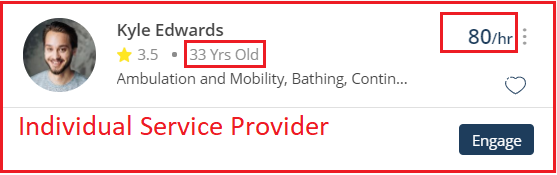 Kyle Edwards
80/hr
3.5 • 33 Yrs Old
Ambulation and Mobility, Bathing, Contin...
Individual Service Provider
Engage